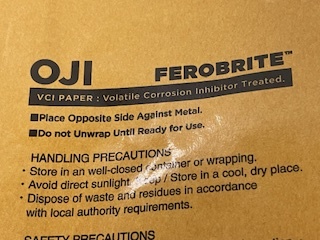 OJI FEROBRITE™
VCI PAPER : Volatile Corrosion Inhibitor Treated.
■Place Opposite Side Against Metal.
■Do not Unwrap Until Ready for Use.
HANDLING PRECAUTIONS
· Store in an well-closed container or wrapping.
· Avoid direct sunlight / Store in a cool, dry place.
· Dispose of waste and residues in accordance
with local authority requirements.
SAFETY PRECAUTIONS